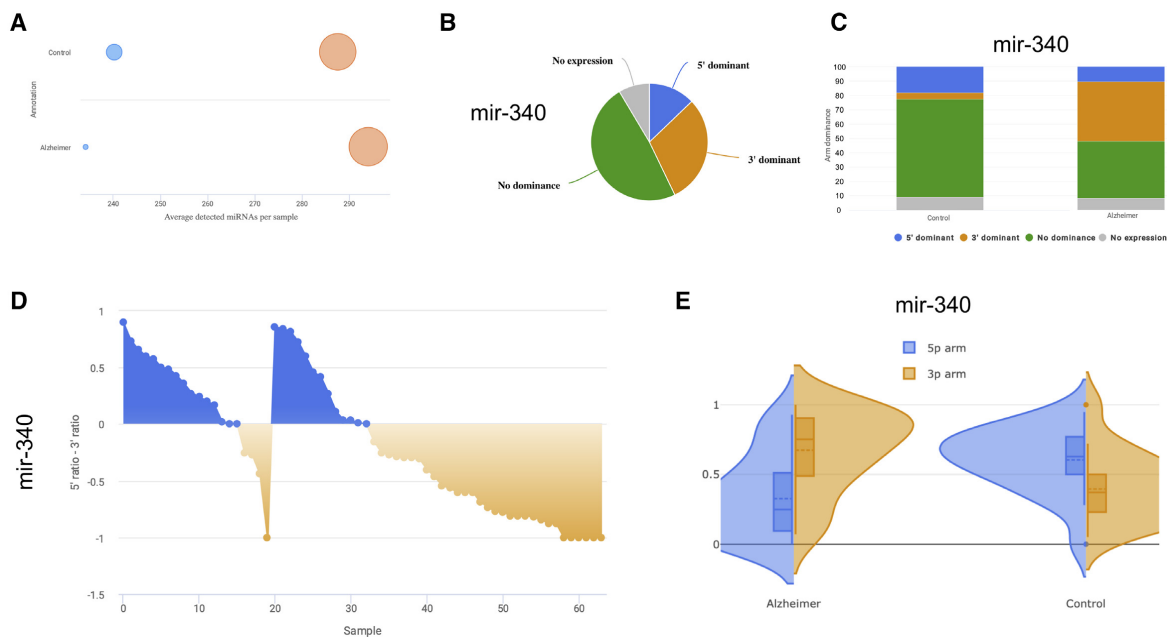 A
Annotation
Control
Alzheimer
240
250
260
270
280
290
Average detected miRNAs per sample
B
mir-340
No expression
5' dominant
3' dominant
No dominance
C
mir-340
Arm dominance
100
90
80
70
60
50
40
30
20
10
0
Control
Alzheimer
5' dominant
3' dominant
No dominance
No expression
D
mir-340
5' ratio - 3' ratio
1
0.5
0
-0.5
-1
-1.5
0
10
20
30
40
50
60
Sample
E
mir-340
5p arm
3p arm
1
0.5
0
Alzheimer
Control